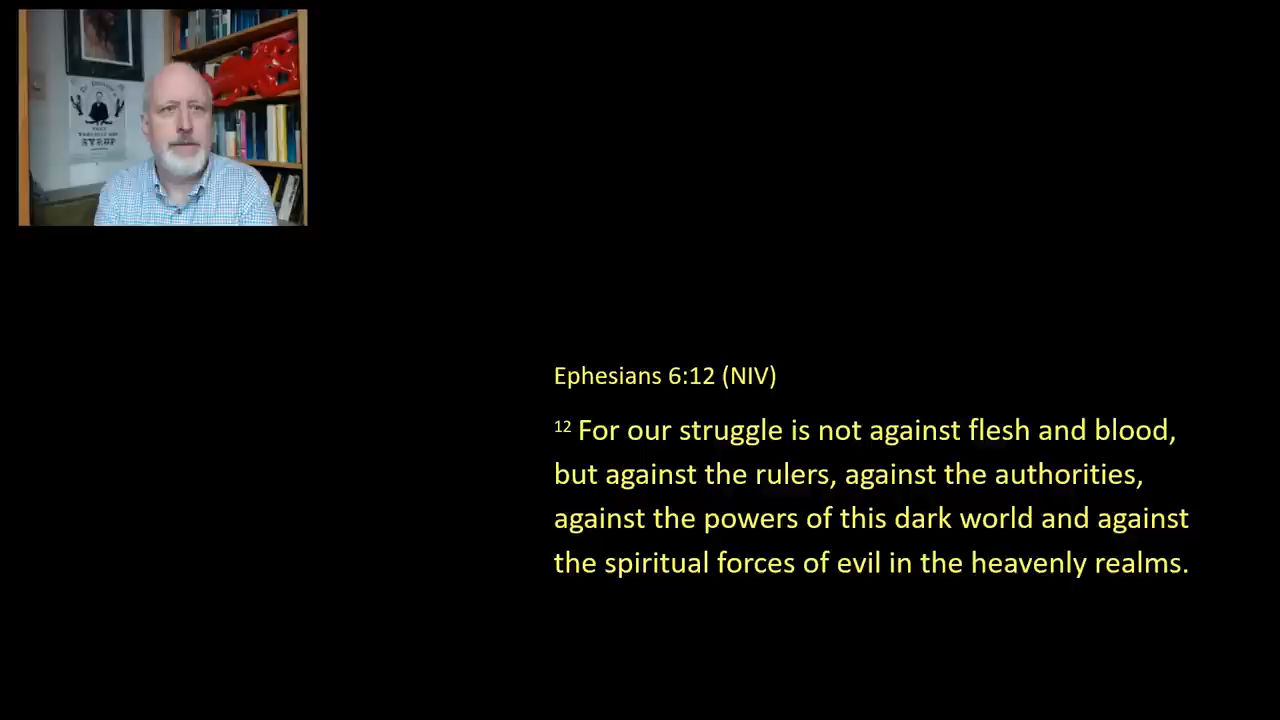 SYRUP
Ephesians 6:12 (NIV)
12 For our struggle is not against flesh and blood,
but against the rulers, against the authorities,
against the powers of this dark world and against
the spiritual forces of evil in the heavenly realms.